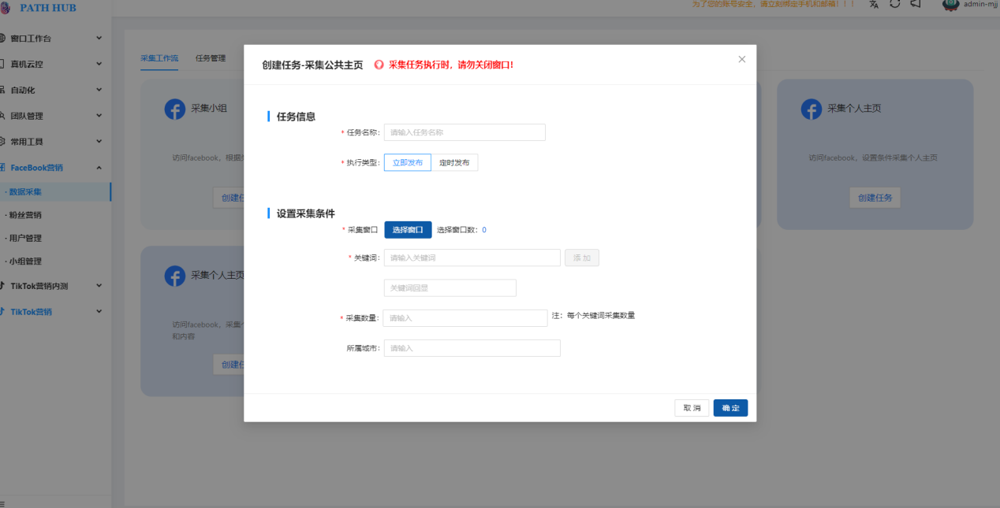 PATH HUB
为了您的账号安全，请立刻绑定手机和邮箱！！！
admin-mjj
窗口工作台
真机云控
自动化
团队管理
常用工具
FaceBook营销
· 数据采集
· 粉丝营销
· 用户管理
· 小组管理
TikTok营销内测
TikTok营销
采集工作流 任务管理
采集小组
访问facebook，根据
创建任
采集个人主页
访问facebook，设置条件采集个人主页
创建任务
采集个人主页
访问facebook，采集个
和内容
创建任
创建任务-采集公共主页 采集任务执行时，请勿关闭窗口!
任务信息
* 任务名称: 请输入任务名称
* 执行类型: 立即发布 定时发布
设置采集条件
* 采集窗口 选择窗口 选择窗口数: 0
* 关键词: 请输入关键词 添 加
关键词回显
* 采集数量: 请输入 注：每个关键词采集数量
所属城市: 请输入
取 消 确 定